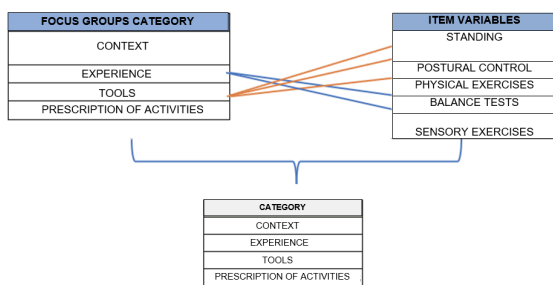 FOCUS GROUPS CATEGORY
CONTEXT
EXPERIENCE
TOOLS
PRESCRIPTION OF ACTIVITIES
ITEM VARIABLES
STANDING
POSTURAL CONTROL
PHYSICAL EXERCISES
BALANCE TESTS
SENSORY EXERCISES
CATEGORY
CONTEXT
EXPERIENCE
TOOLS
PRESCRIPTION OF ACTIVITIES